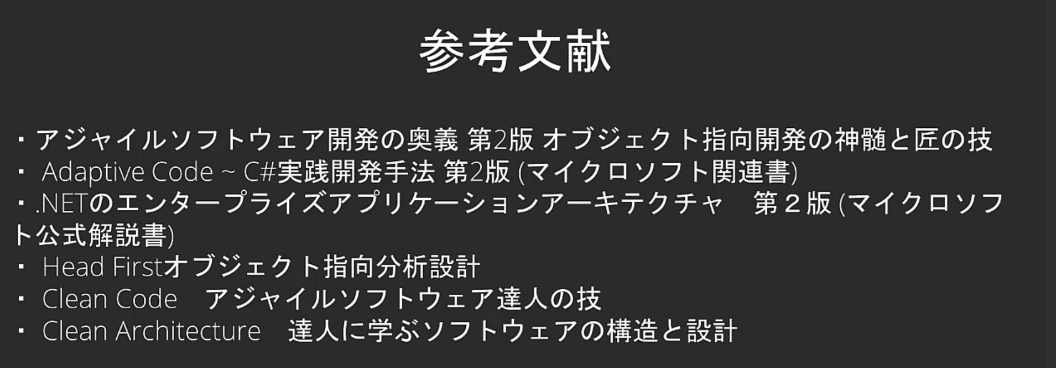 参考文献
・アジャイルソフトウェア開発の奥義 第2版 オブジェクト指向開発の神髄と匠の技
・ Adaptive Code ~ C#実践開発手法 第2版 (マイクロソフト関連書)
・.NETのエンタープライズアプリケーションアーキテクチャ　第２版 (マイクロソフ
ト公式解説書)
・ Head Firstオブジェクト指向分析設計
・ Clean Code　アジャイルソフトウェア達人の技
・ Clean Architecture　達人に学ぶソフトウェアの構造と設計